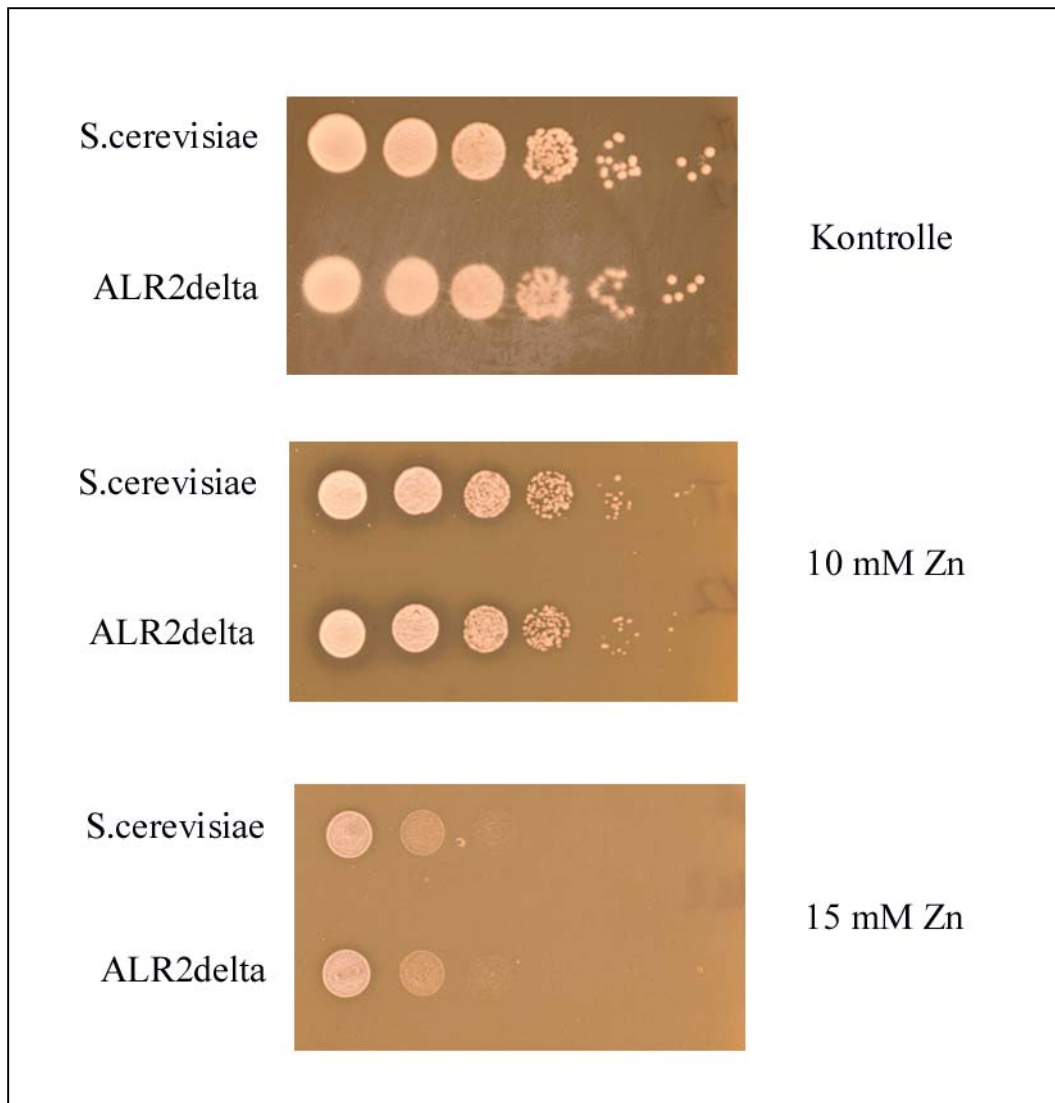 S.cerevisiae
ALR2delta
Kontrolle
S.cerevisiae
ALR2delta
10 mM Zn
S.cerevisiae
ALR2delta
15 mM Zn